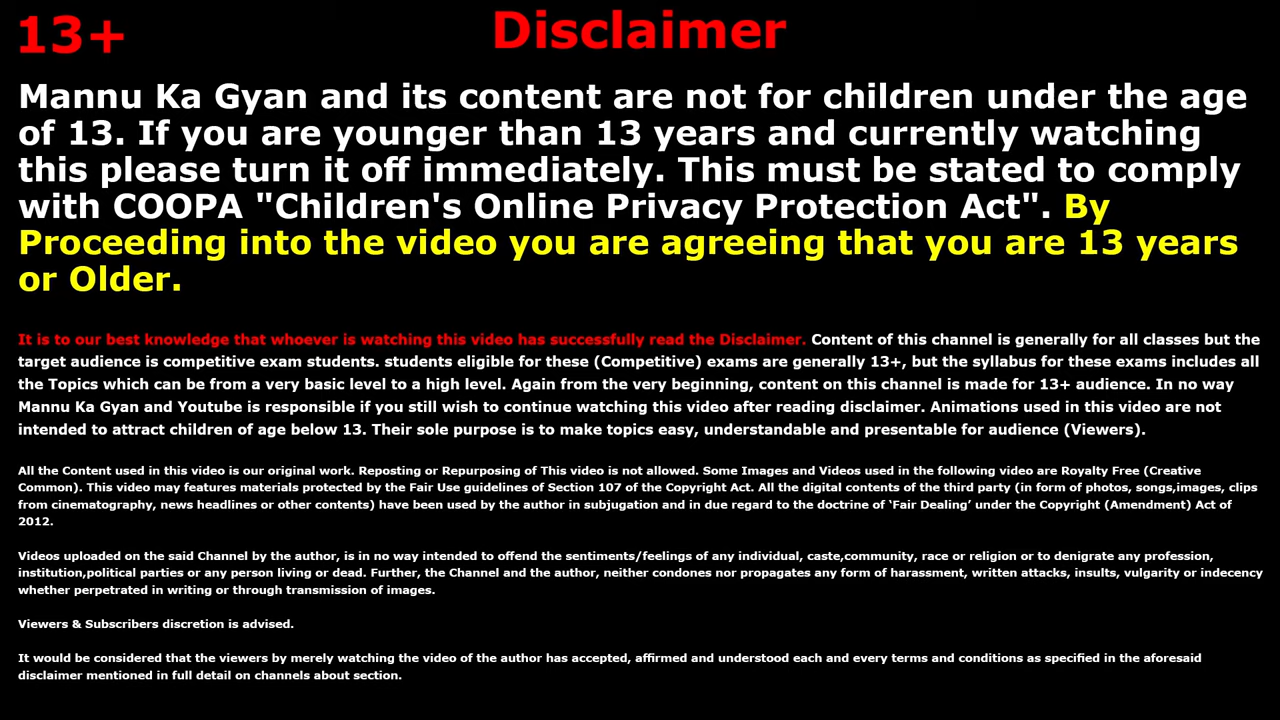 13+
Disclaimer
Mannu Ka Gyan and its content are not for children under the age
of 13. If you are younger than 13 years and currently watching
this please turn it off immediately. This must be stated to comply
with COOPA "Children's Online Privacy Protection Act". By
Proceeding into the video you are agreeing that you are 13 years
or Older.
It is to our best knowledge that whoever is watching this video has successfully read the Disclaimer. Content of this channel is generally for all classes but the
target audience is competitive exam students. students eligible for these (Competitive) exams are generally 13+, but the syllabus for these exams includes all
the Topics which can be from a very basic level to a high level. Again from the very beginning, content on this channel is made for 13+ audience. In no way
Mannu Ka Gyan and Youtube is responsible if you still wish to continue watching this video after reading disclaimer. Animations used in this video are not
intended to attract children of age below 13. Their sole purpose is to make topics easy, understandable and presentable for audience (Viewers).
All the Content used in this video is our original work. Reposting or Repurposing of This video is not allowed. Some Images and Videos used in the following video are Royalty Free (Creative
Common). This video may features materials protected by the Fair Use guidelines of Section 107 of the Copyright Act. All the digital contents of the third party (in form of photos, songs,images, clips
from cinematography, news headlines or other contents) have been used by the author in subjugation and in due regard to the doctrine of ‘Fair Dealing’ under the Copyright (Amendment) Act of
2012.
Videos uploaded on the said Channel by the author, is in no way intended to offend the sentiments/feelings of any individual, caste,community, race or religion or to denigrate any profession,
institution,political parties or any person living or dead. Further, the Channel and the author, neither condones nor propagates any form of harassment, written attacks, insults, vulgarity or indecency
whether perpetrated in writing or through transmission of images.
Viewers & Subscribers discretion is advised.
It would be considered that the viewers by merely watching the video of the author has accepted, affirmed and understood each and every terms and conditions as specified in the aforesaid
disclaimer mentioned in full detail on channels about section.